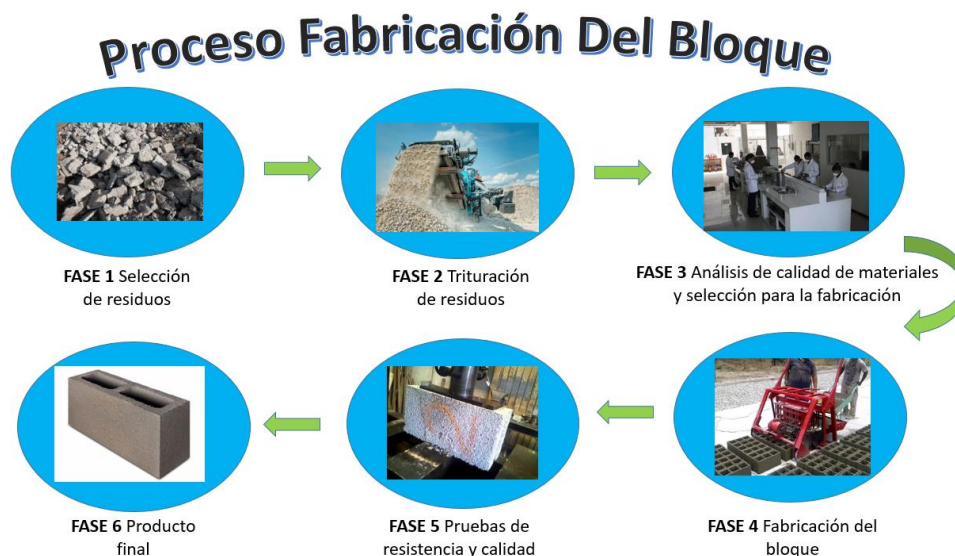 Proceso Fabricación Del Bloque
FASE 1 Selección
de residuos
FASE 2 Trituración
de residuos
FASE 3 Análisis de calidad de materiales
y selección para la fabricación
FASE 6 Producto
final
FASE 5 Pruebas de
resistencia y calidad
FASE 4 Fabricación del
bloque